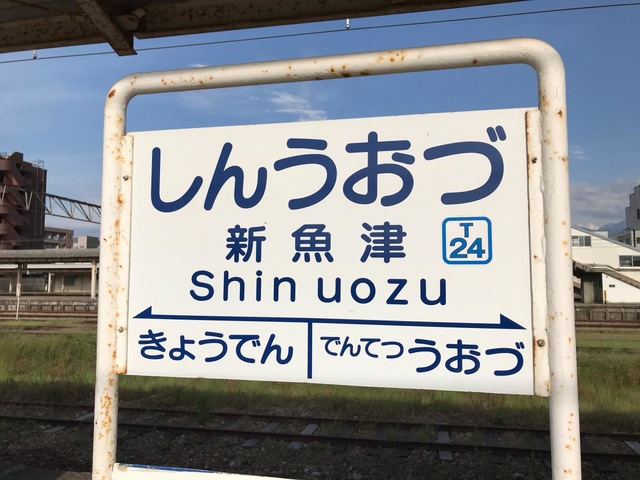 しんうおづ
新魚津
T
24
Shin uozu
きょうでん
でんてつうおづ